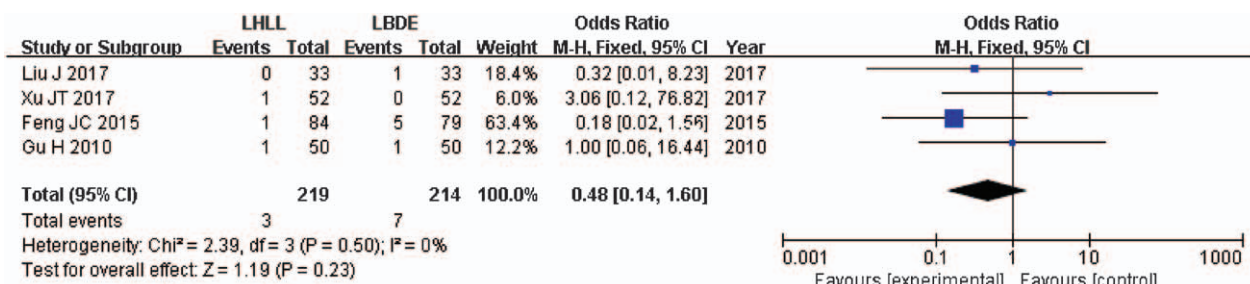 LHLL LBDE Odds Ratio Odds Ratio
Study or Subgroup Events Total Events Total Weight M-H, Fixed, 95% CI Year M-H, Fixed, 95% CI
Liu J 2017 0 33 1 33 18.4% 0.32 [0.01, 8.23] 2017
Xu JT 2017 1 52 0 52 6.0% 3.06 [0.12, 76.82] 2017
Feng JC 2015 1 84 5 79 63.4% 0.18 [0.02, 1.56] 2015
Gu H 2010 1 50 1 50 12.2% 1.00 [0.06, 16.44] 2010
Total (95% CI) 219 214 100.0% 0.48 [0.14, 1.60]
Total events 3 7
Heterogeneity: Chi² = 2.39, df = 3 (P = 0.50); I² = 0%
Test for overall effect: Z = 1.19 (P = 0.23)
0.001 0.1 1 10 1000
Favours [experimental] Favours [control]